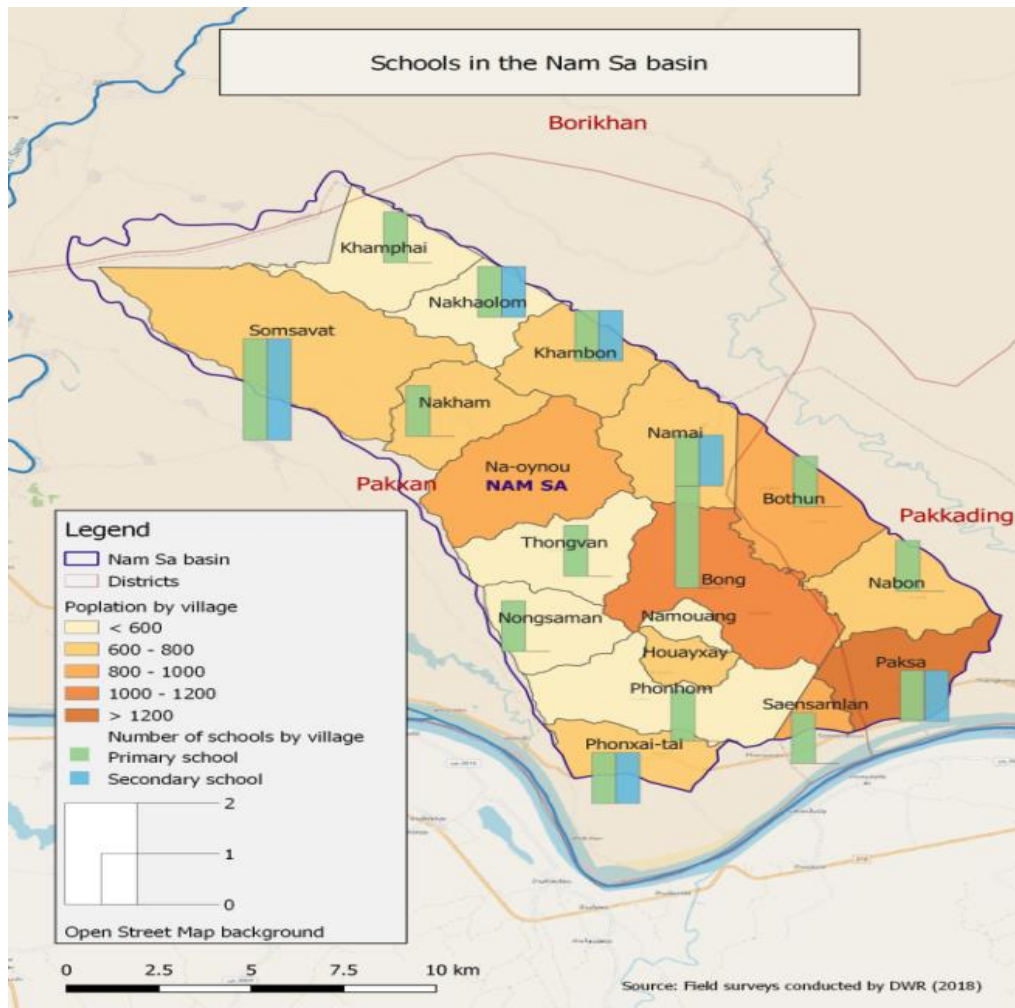 Schools in the Nam Sa basin
Borikhan
Khamphai
Nakhaolom
Somsavat
Khambon
Nakham
Namai
Na-oynou
NAM SA
Pakxan
Bothun
Pakkading
Thongvan
Bong
Nabon
Nongsaman
Namouang
Houayxay
Paksa
Phonhom
Saensamlan
Phonxai-tai
Legend
Nam Sa basin
Districts
Poplation by village
< 600
600 - 800
800 - 1000
1000 - 1200
> 1200
Number of schools by village
Primary school
Secondary school
2
1
0
Open Street Map background
0 2.5 5 7.5 10 km
Source: Field surveys conducted by DWR (2018)